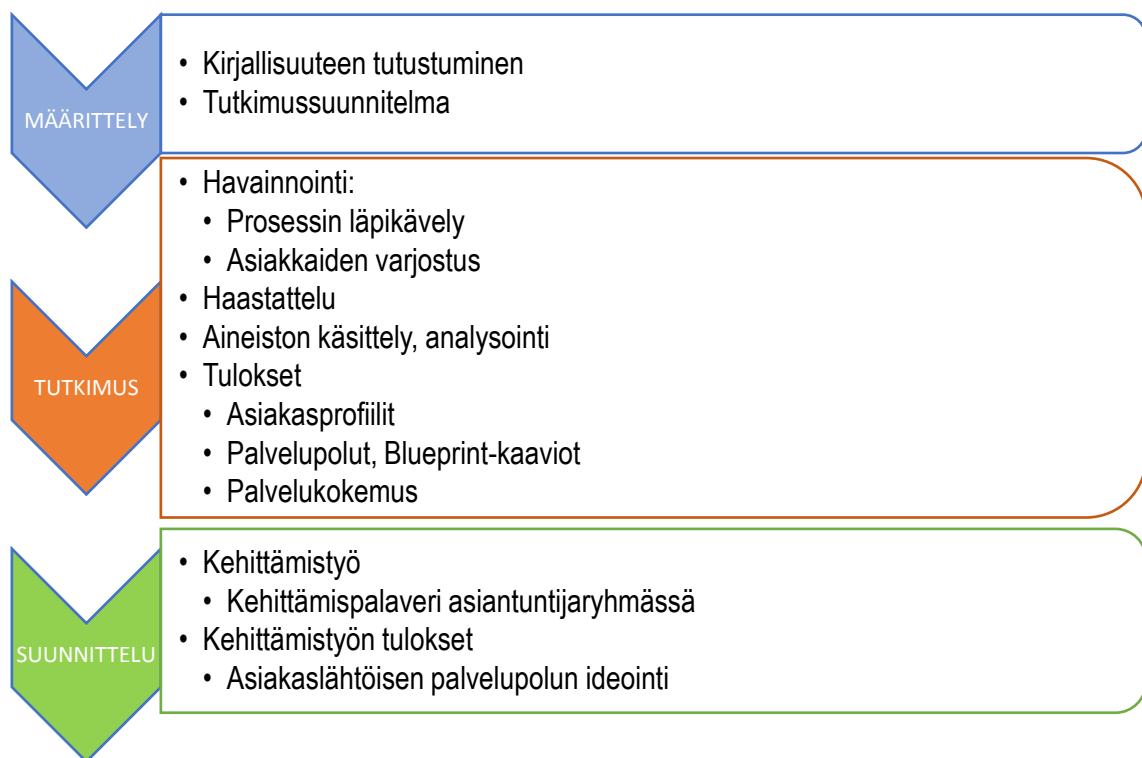 MÄÄRITTELY
• Kirjallisuuteen tutustuminen
• Tutkimussuunnitelma
TUTKIMUS
• Havainnointi:
• Prosessin läpikävely
• Asiakkaiden varjostus
• Haastattelu
• Aineiston käsittely, analysointi
• Tulokset
• Asiakasprofiilit
• Palvelupolut, Blueprint-kaaviot
• Palvelukokemus
SUUNNITTELU
• Kehittämistyö
• Kehittämispalaveri asiantuntijaryhmässä
• Kehittämistyön tulokset
• Asiakaslähtöisen palvelupolun ideointi